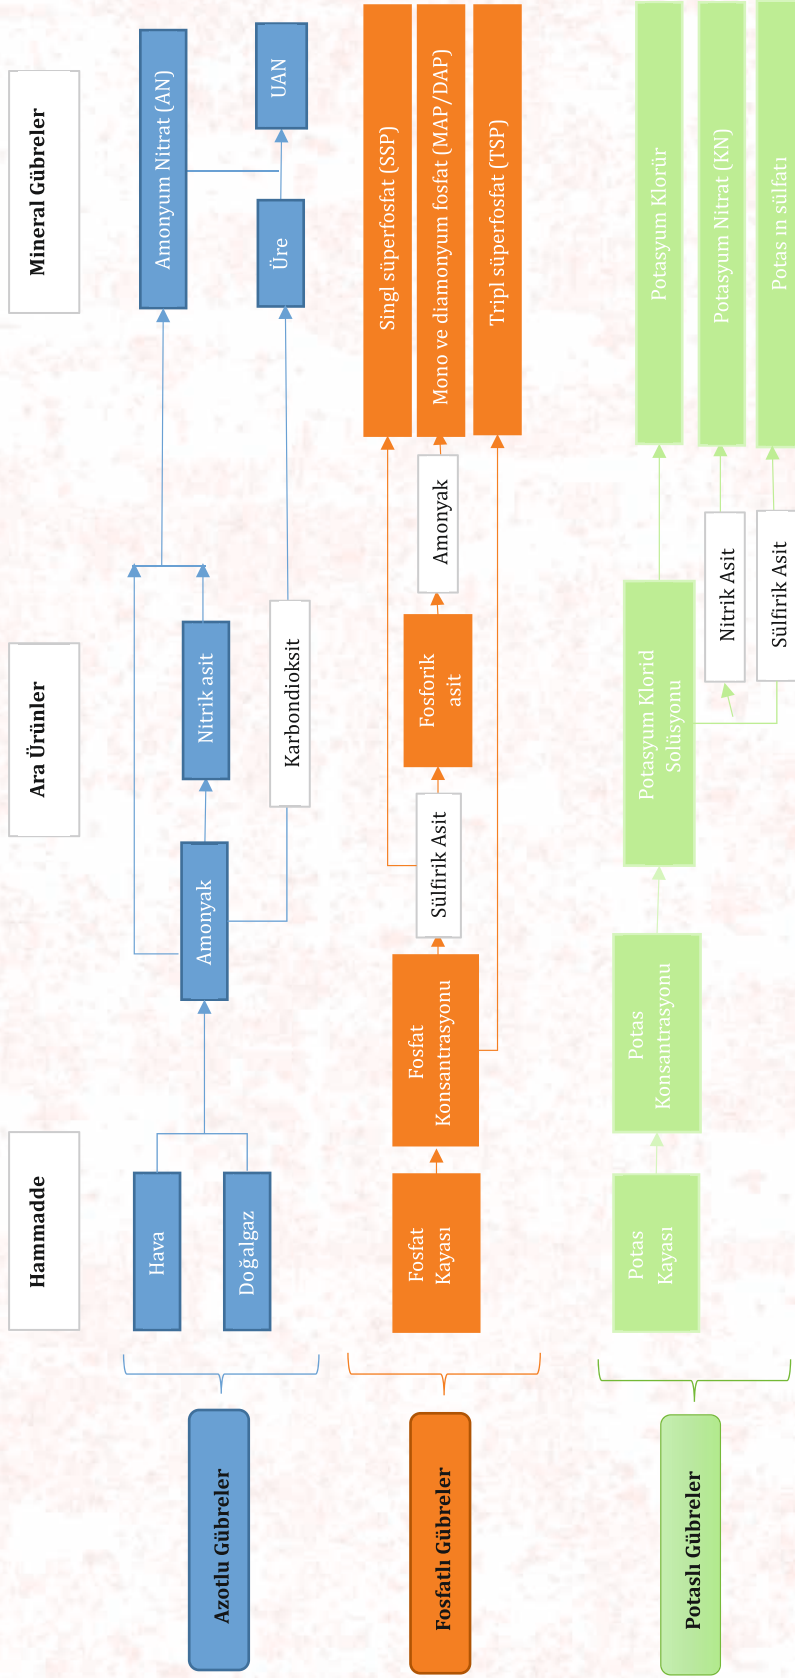 Hammadde
Ara Ürünler
Mineral Gübreler
Azotlu Gübreler
Hava
Doğalgaz
Amonyak
Nitrik asit
Karbondioksit
Amonyum Nitrat (AN)
Üre
UAN
Fosfatlı Gübreler
Fosfat
Kayası
Fosfat
Konsantrasyonu
Sülfirik Asit
Fosforik
asit
Amonyak
Singl süperfosfat (SSP)
Mono ve diamonyum fosfat (MAP/DAP)
Tripl süperfosfat (TSP)
Potaslı Gübreler
Potas
Kayası
Potas
Konsantrasyonu
Potasyum Klorid
Solüsyonu
Nitrik Asit
Sülfirik Asit
Potasyum Klorür
Potasyum Nitrat (KN)
Potas ın sülfatı